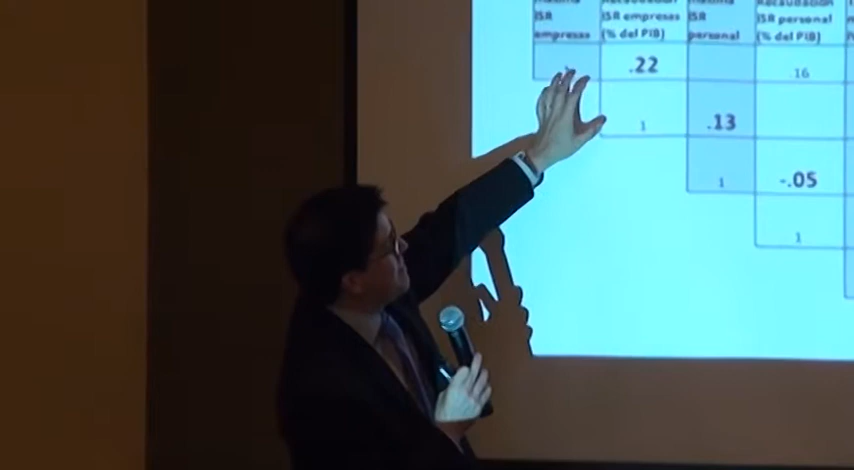 ISR empresas
Recaudación ISR empresas (% del PIB)
ISR personal
Recaudación ISR personal (% del PIB)
.22 .16
1 .13
1 -.05
1